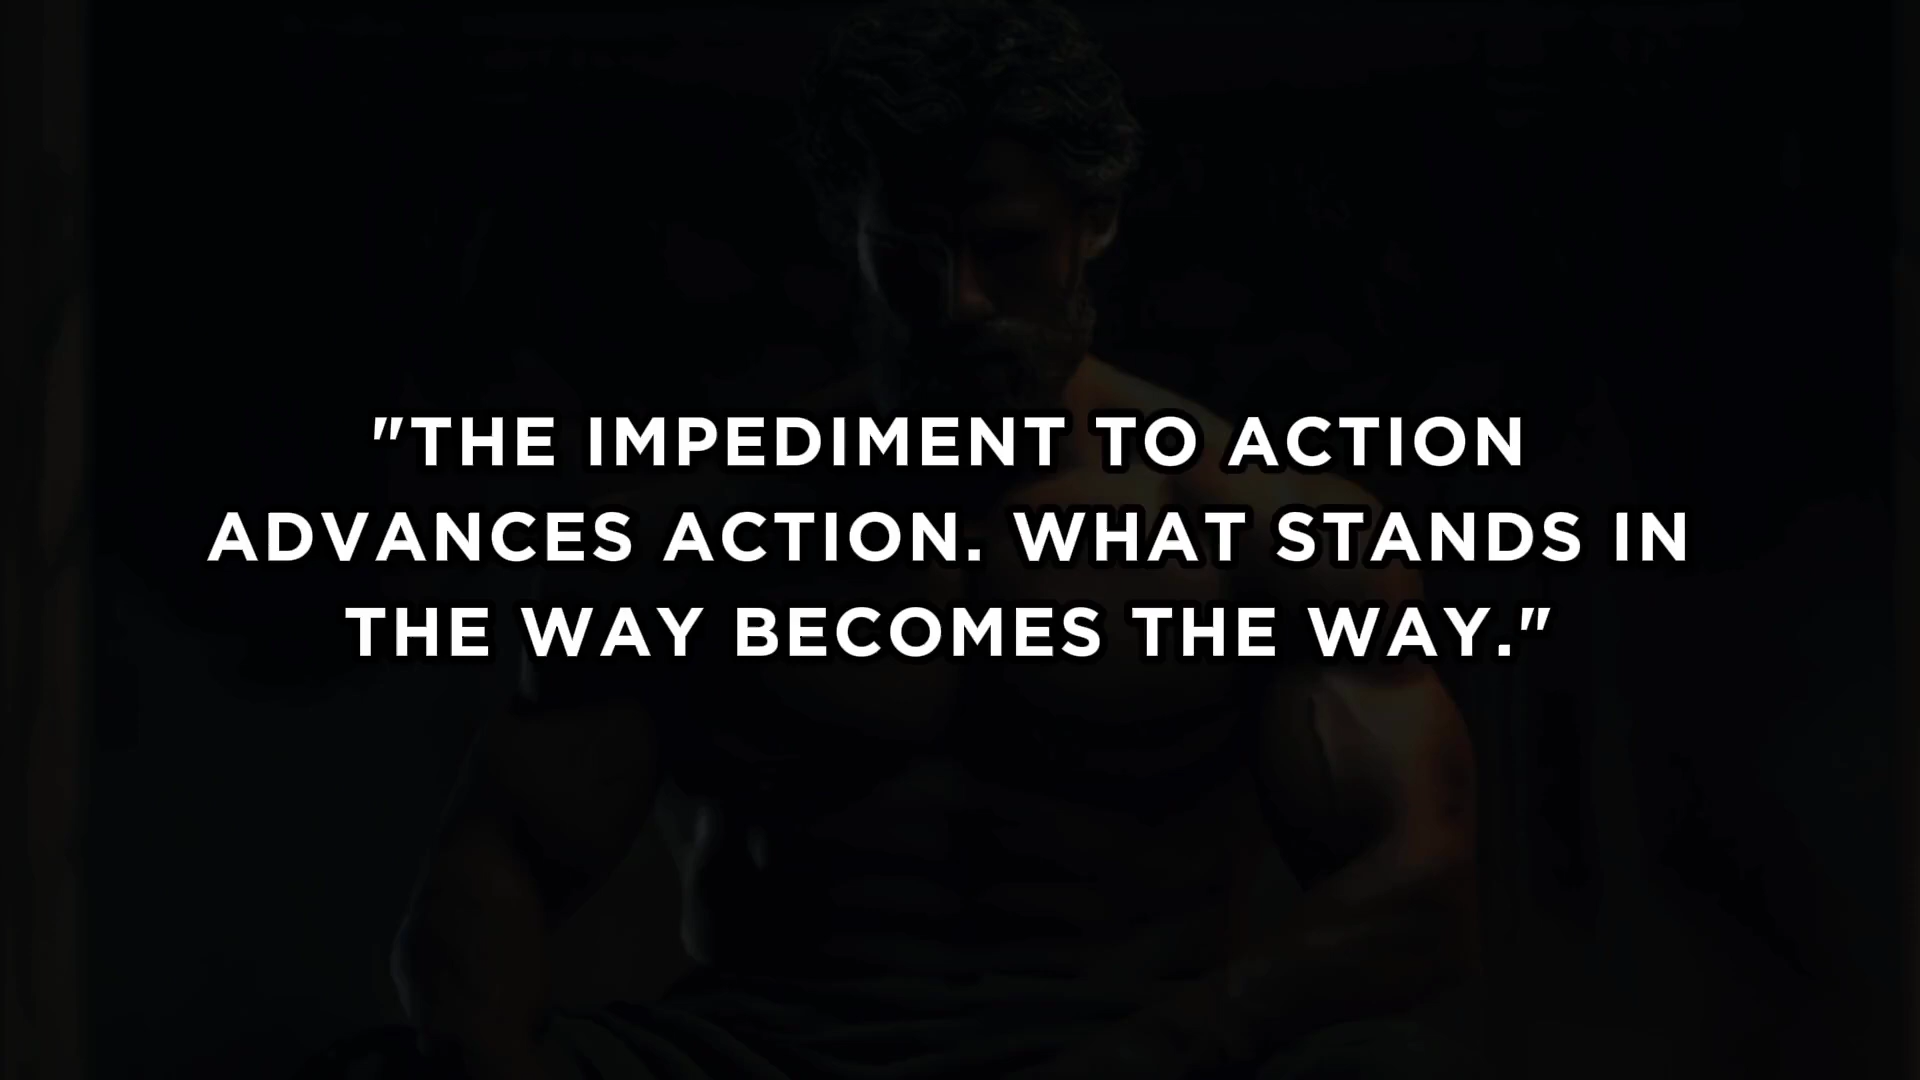 "THE IMPEDIMENT TO ACTION
ADVANCES ACTION. WHAT STANDS IN
THE WAY BECOMES THE WAY."